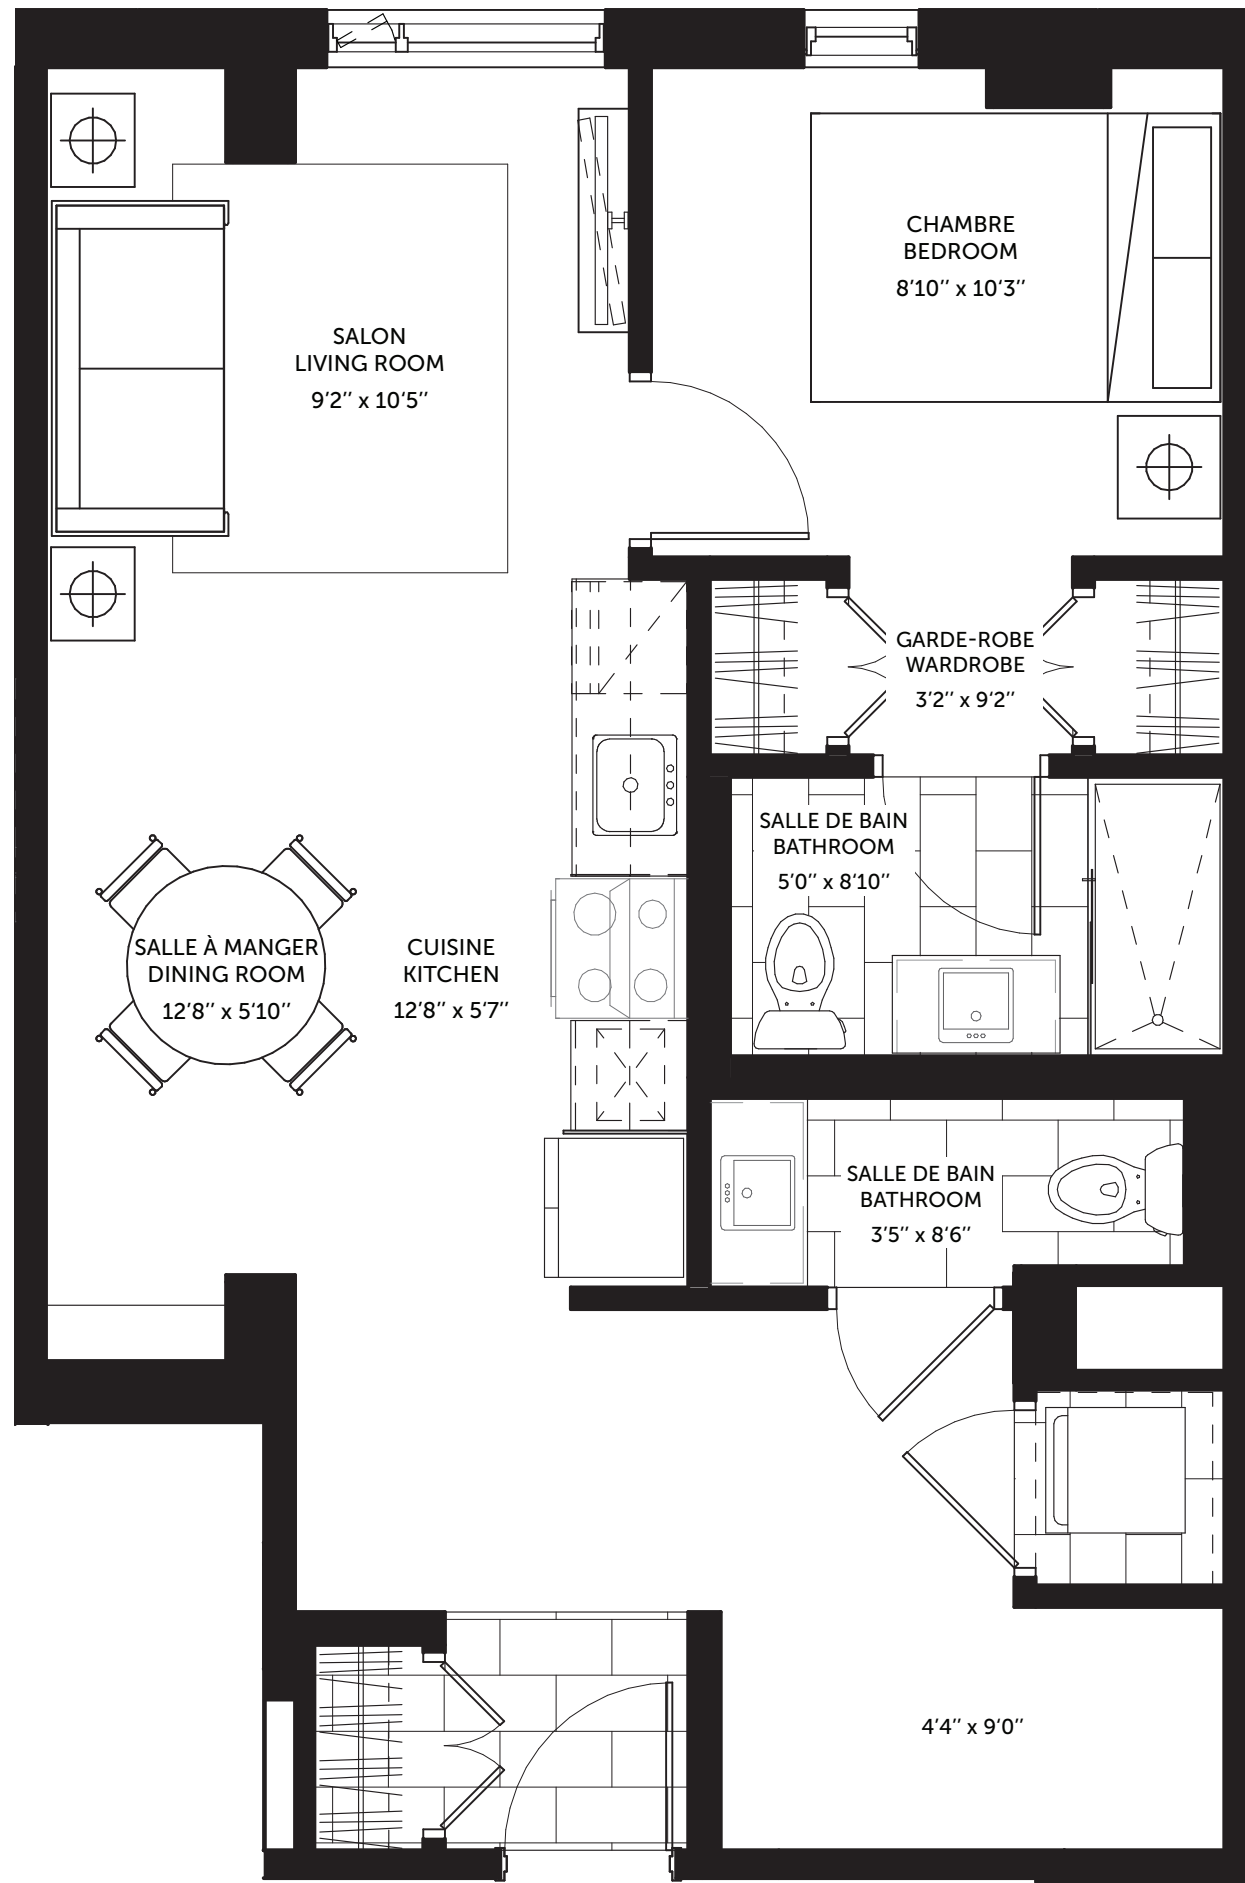 CHAMBRE
BEDROOM
8'10'' x 10'3''
SALON
LIVING ROOM
9'2'' x 10'5''
GARDE-ROBE
WARDROBE
3'2'' x 9'2''
SALLE DE BAIN
BATHROOM
5'0'' x 8'10''
SALLE À MANGER
DINING ROOM
12'8'' x 5'10''
CUISINE
KITCHEN
12'8'' x 5'7''
SALLE DE BAIN
BATHROOM
3'5'' x 8'6''
4'4'' x 9'0''